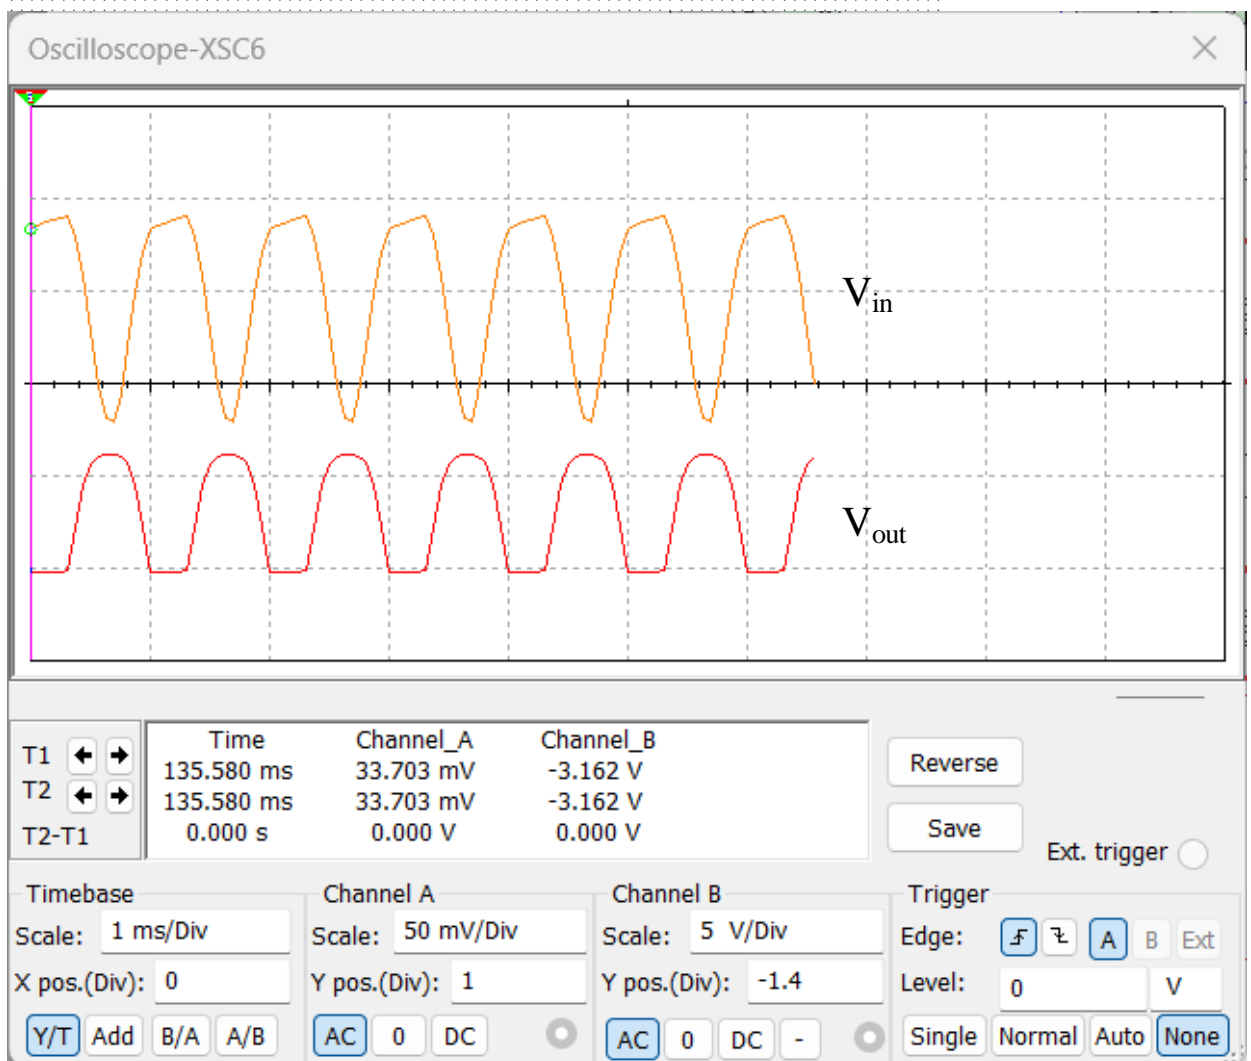 Oscilloscope-XSC6
V_in
V_out
Time Channel_A Channel_B
T1 135.580 ms 33.703 mV -3.162 V
T2 135.580 ms 33.703 mV -3.162 V
T2-T1 0.000 s 0.000 V 0.000 V
Reverse
Save
Ext. trigger
Timebase
Scale: 1 ms/Div
X pos.(Div): 0
Y/T Add B/A A/B
Channel A
Scale: 50 mV/Div
Y pos.(Div): 1
AC 0 DC
Channel B
Scale: 5 V/Div
Y pos.(Div): -1.4
AC 0 DC -
Trigger
Edge: A B Ext
Level: 0 V
Single Normal Auto None